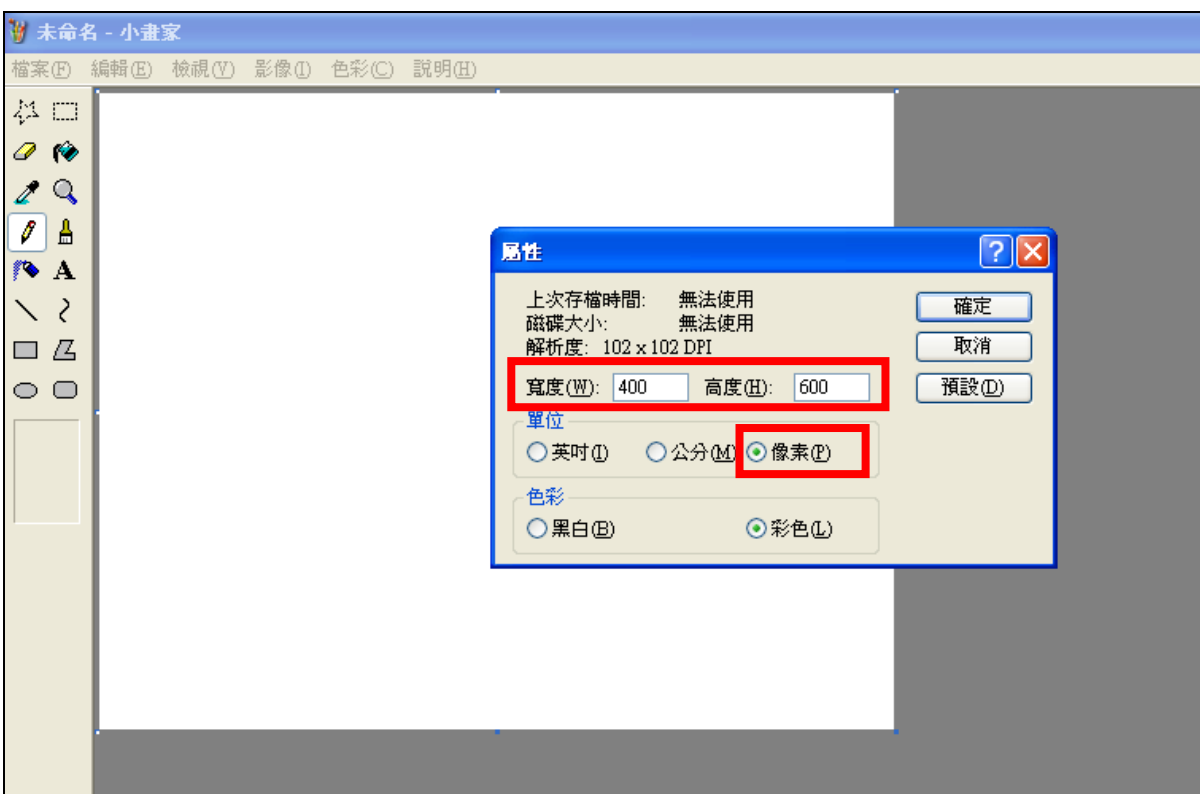 未命名 - 小畫家
檔案(F) 編輯(E) 檢視(V) 影像(I) 色彩(C) 說明(H)
A
屬性
上次存檔時間: 無法使用
磁碟大小: 無法使用
解析度: 102 x 102 DPI
寬度(W): 400 高度(H): 600
單位
英吋(I) 公分(M) 像素(P)
色彩
黑白(B) 彩色(L)
確定
取消
預設(D)